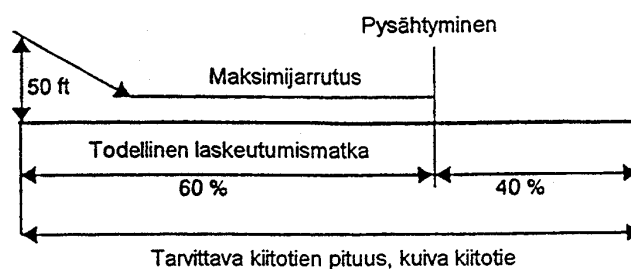 Pysähtyminen
50 ft
Maksimijarrutus
Todellinen laskeutumismatka
60 %
40 %
Tarvittava kiitotien pituus, kuiva kiitotie